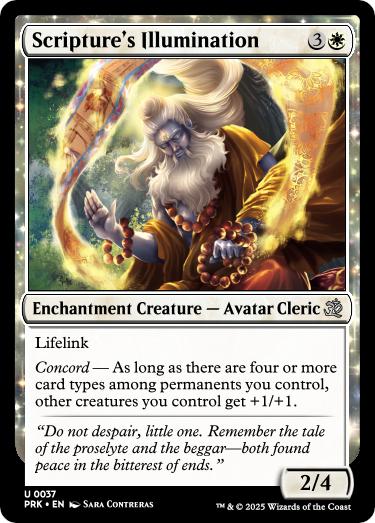 Scripture's Illumination 3
Enchantment Creature — Avatar Cleric
Lifelink
Concord — As long as there are four or more
card types among permanents you control,
other creatures you control get +1/+1.
“Do not despair, little one. Remember the tale
of the proselyte and the beggar—both found
peace in the bitterest of ends.”
2/4
U 0037
PRK • EN Sara Contreras
™ & © 2025 Wizards of the Coast